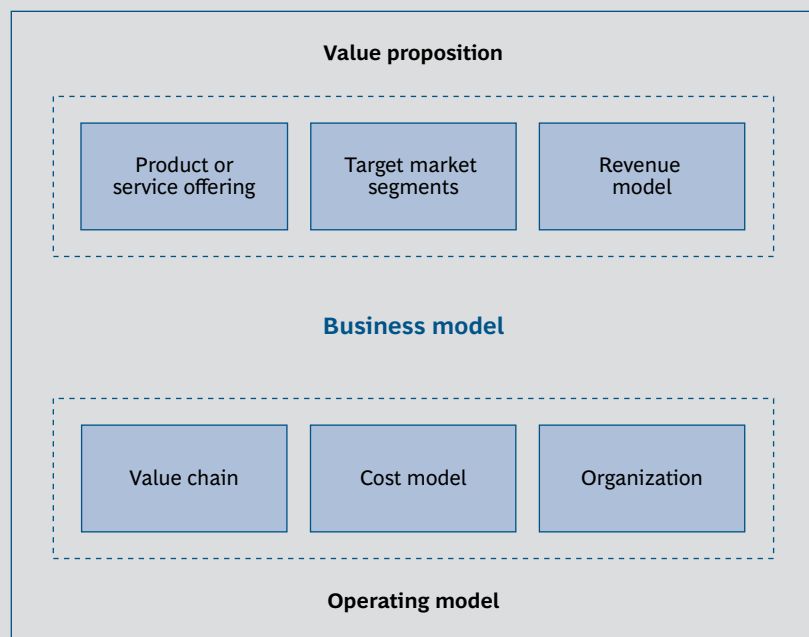 Value proposition
Product or
service offering
Target market
segments
Revenue
model
Business model
Value chain
Cost model
Organization
Operating model